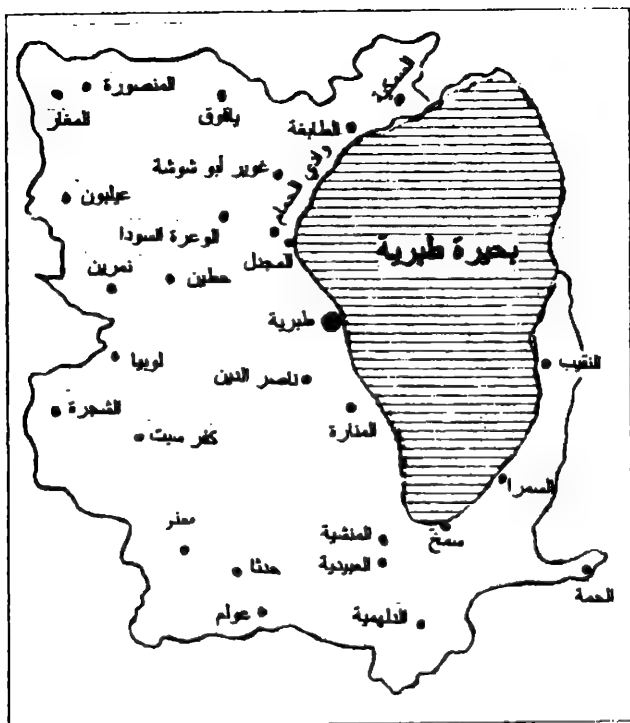 السمكية
المنصورة
المغار
ياقوق
الطابغة
غوير أبو شوشة
وادي الحمام
عيلبون
الوعرة السودا
المجدل
بحيرة طبرية
نمرين
حطين
طبرية
لوبيا
النقيب
ناصر الدين
الشجرة
المنارة
كفر سبت
السمرا
معذر
المنشية
سمخ
العبيدية
حدثا
الحمة
عولم
الدلهمية